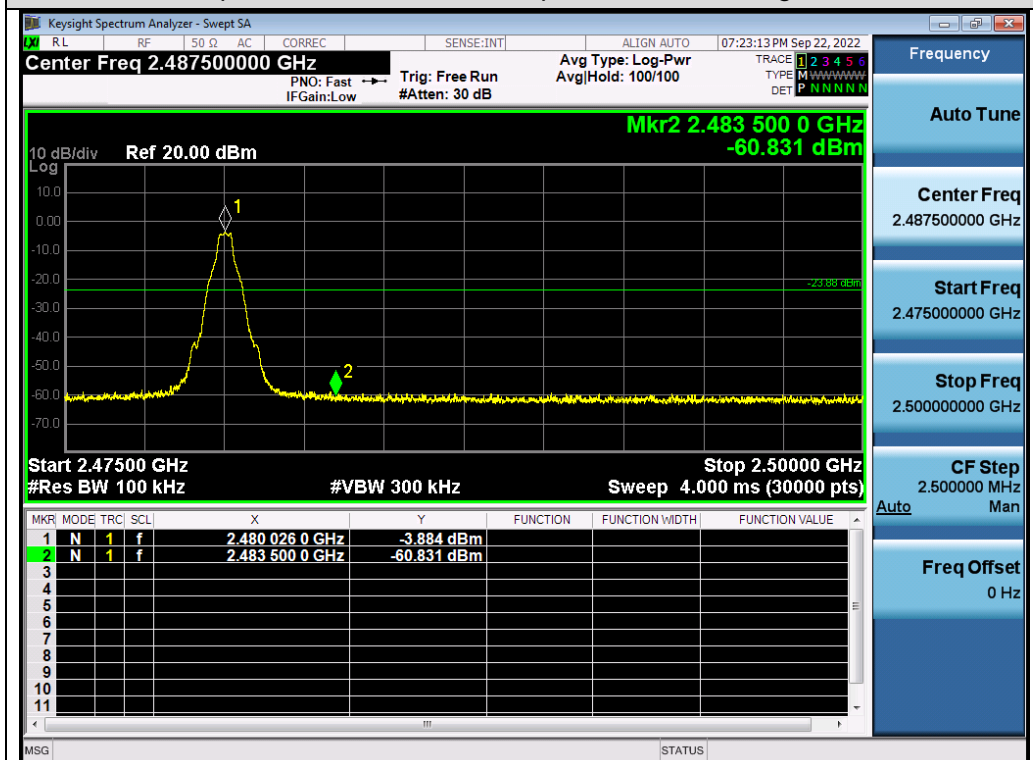 Keysight Spectrum Analyzer - Swept SA
LXI RL RF 50 Ω AC CORREC SENSE:INT ALIGN AUTO 07:23:13 PM Sep 22, 2022
Center Freq 2.487500000 GHz
PNO: Fast
IFGain:Low
Trig: Free Run
#Atten: 30 dB
Avg Type: Log-Pwr
Avg|Hold: 100/100
TRACE 1 2 3 4 5 6
TYPE M WWWWW
DET P N N N N N
Mkr2 2.483 500 0 GHz
-60.831 dBm
10 dB/div Ref 20.00 dBm
Log
10.0
0.00
-10.0
-20.0
-30.0
-40.0
-50.0
-60.0
-70.0
1
2
-23.88 dBm
Start 2.47500 GHz Stop 2.50000 GHz
#Res BW 100 kHz #VBW 300 kHz Sweep 4.000 ms (30000 pts)
MKR MODE TRC SCL X Y FUNCTION FUNCTION WIDTH FUNCTION VALUE
1 N 1 f 2.480 026 0 GHz -3.884 dBm
2 N 1 f 2.483 500 0 GHz -60.831 dBm
3
4
5
6
7
8
9
10
11
MSG STATUS
Frequency
Auto Tune
Center Freq
2.487500000 GHz
Start Freq
2.475000000 GHz
Stop Freq
2.500000000 GHz
CF Step
2.500000 MHz
Auto Man
Freq Offset
0 Hz